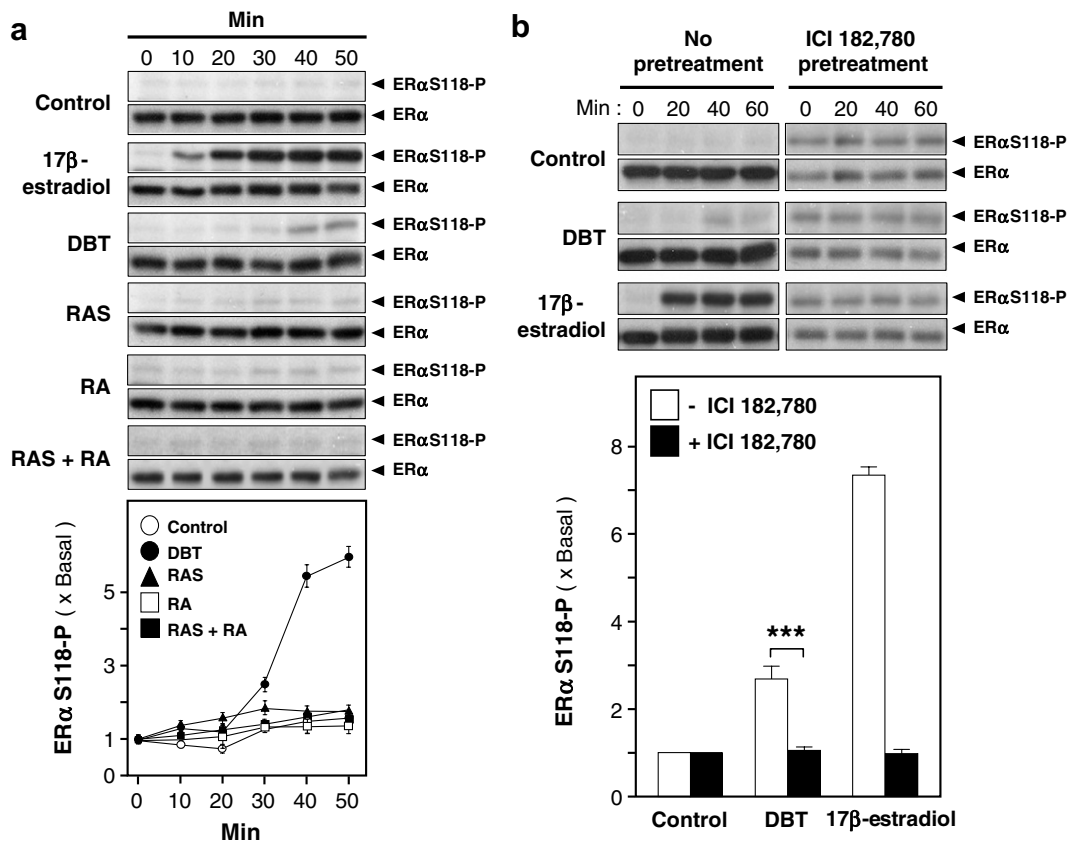 a
Min
0 10 20 30 40 50
Control
ERαS118-P
ERα
17β-
estradiol
ERαS118-P
ERα
DBT
ERαS118-P
ERα
RAS
ERαS118-P
ERα
RA
ERαS118-P
ERα
RAS + RA
ERαS118-P
ERα
ERα S118-P ( x Basal )
Control
DBT
RAS
RA
RAS + RA
5
3
1
0
0 10 20 30 40 50
Min
b
No
pretreatment
ICI 182,780
pretreatment
Min : 0 20 40 60 0 20 40 60
Control
ERαS118-P
ERα
DBT
ERαS118-P
ERα
17β-
estradiol
ERαS118-P
ERα
- ICI 182,780
+ ICI 182,780
ERα S118-P ( x Basal )
8
6
4
2
0
***
Control DBT 17β-estradiol